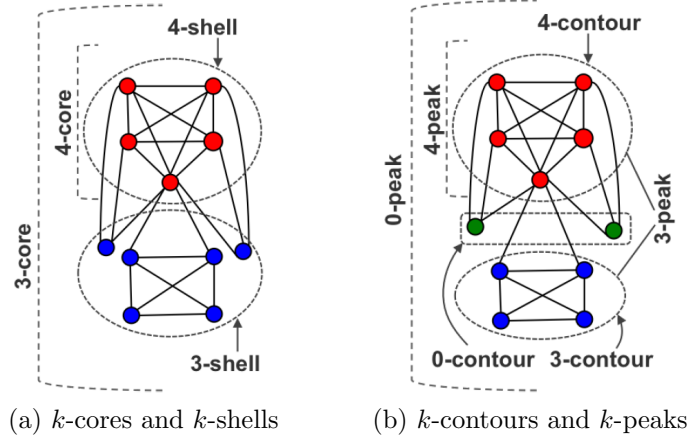 4-shell
4-core
3-core
3-shell
(a) k-cores and k-shells
4-contour
4-peak
0-peak
3-peak
0-contour
3-contour
(b) k-contours and k-peaks